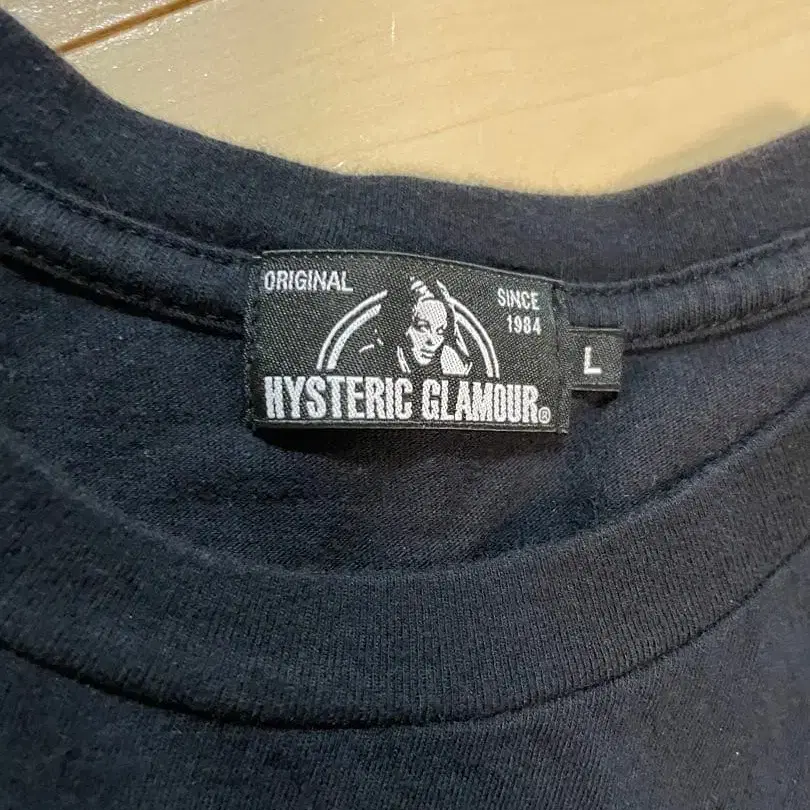 ORIGINAL
SINCE
1984
HYSTERIC GLAMOUR®
L